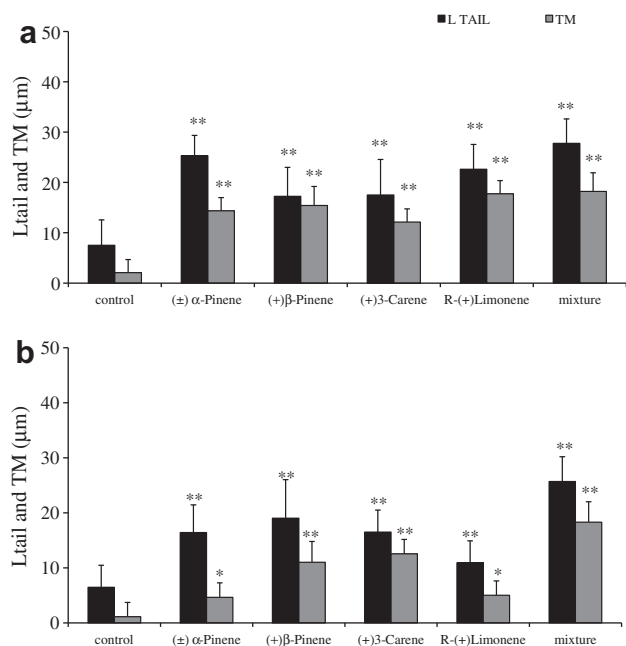 a
L TAIL TM
Ltail and TM (µm)
50
40
30
20
10
0
** ** ** ** ** ** ** ** ** **
control (±) α-Pinene (+)β-Pinene (+)3-Carene R-(+)Limonene mixture
b
Ltail and TM (µm)
50
40
30
20
10
0
** * ** ** ** ** ** * ** **
control (±) α-Pinene (+)β-Pinene (+)3-Carene R-(+)Limonene mixture